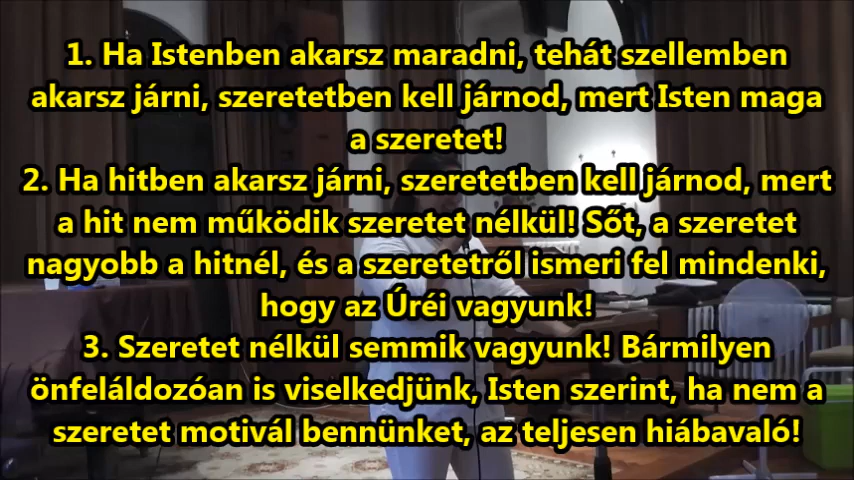 1. Ha Istenben akarsz maradni, tehát szellemben
akarsz járni, szeretetben kell járnod, mert Isten maga
a szeretet!
2. Ha hitben akarsz járni, szeretetben kell járnod, mert
a hit nem működik szeretet nélkül! Sőt, a szeretet
nagyobb a hitnél, és a szeretetről ismeri fel mindenki,
hogy az Úréi vagyunk!
3. Szeretet nélkül semmik vagyunk! Bármilyen
önfeláldozóan is viselkedjünk, Isten szerint, ha nem a
szeretet motivál bennünket, az teljesen hiábavaló!